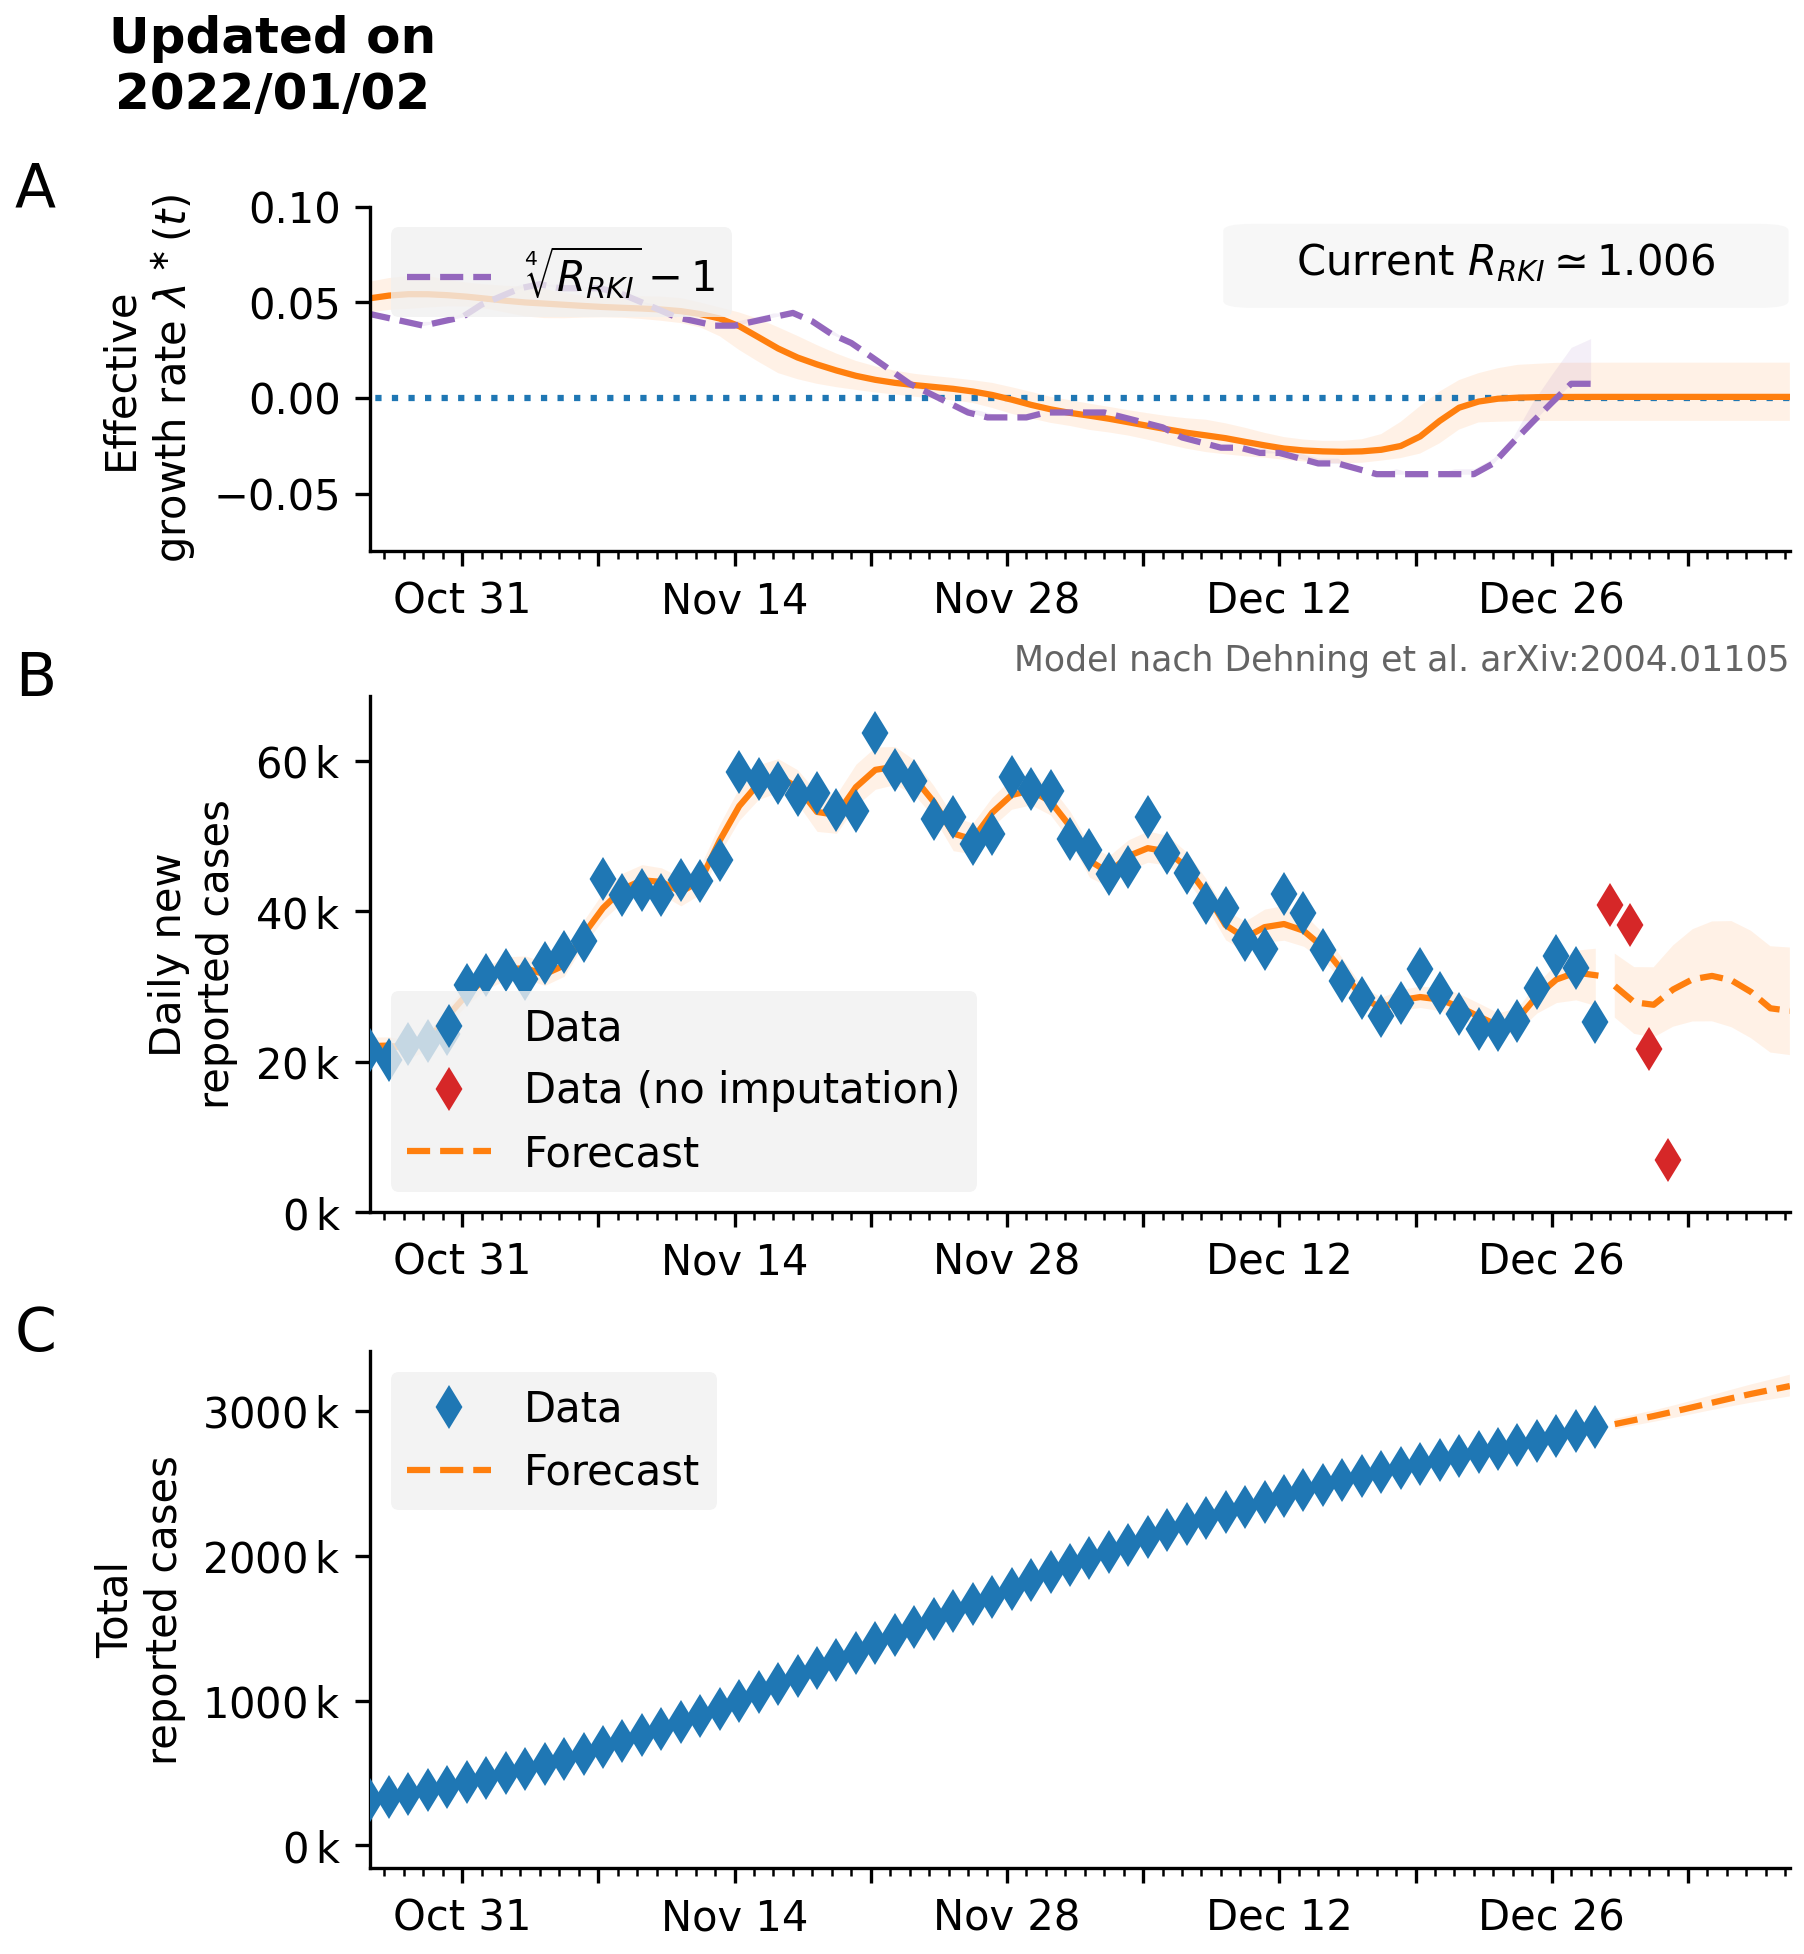 Updated on
2022/01/02
A
Effective
growth rate λ * (t)
0.10
0.05
0.00
−0.05
∜R_RKI − 1
Current R_RKI ≃ 1.006
Oct 31
Nov 14
Nov 28
Dec 12
Dec 26
Model nach Dehning et al. arXiv:2004.01105
B
Daily new
reported cases
60 k
40 k
20 k
0 k
Data
Data (no imputation)
Forecast
Oct 31
Nov 14
Nov 28
Dec 12
Dec 26
C
Total
reported cases
3000 k
2000 k
1000 k
0 k
Data
Forecast
Oct 31
Nov 14
Nov 28
Dec 12
Dec 26